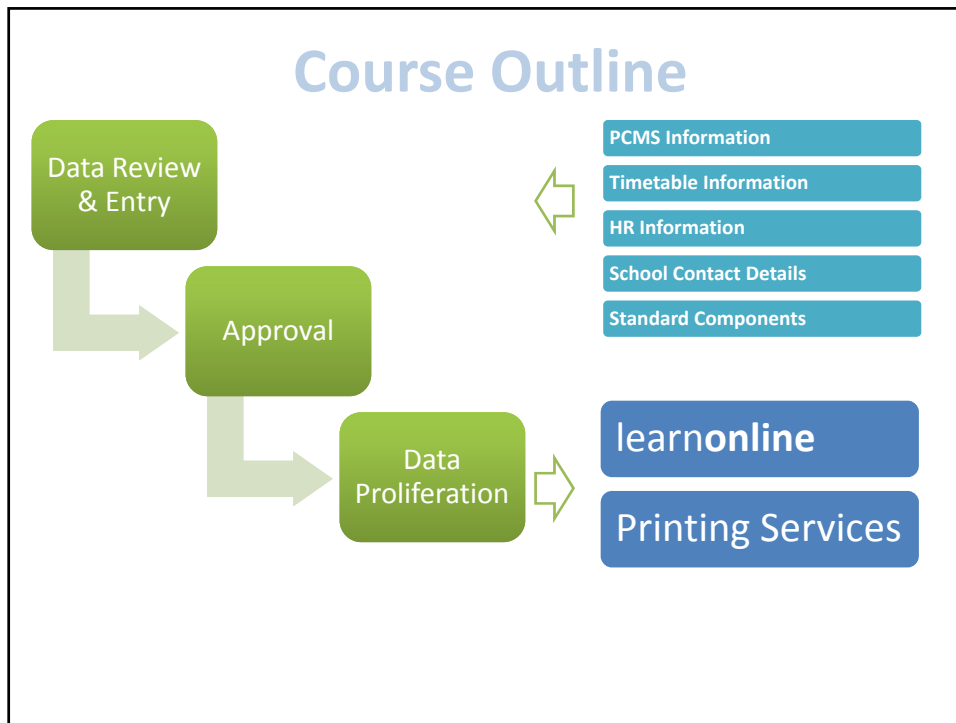 Course Outline
Data Review
& Entry
PCMS Information
Timetable Information
HR Information
School Contact Details
Standard Components
Approval
Data
Proliferation
learnonline
Printing Services